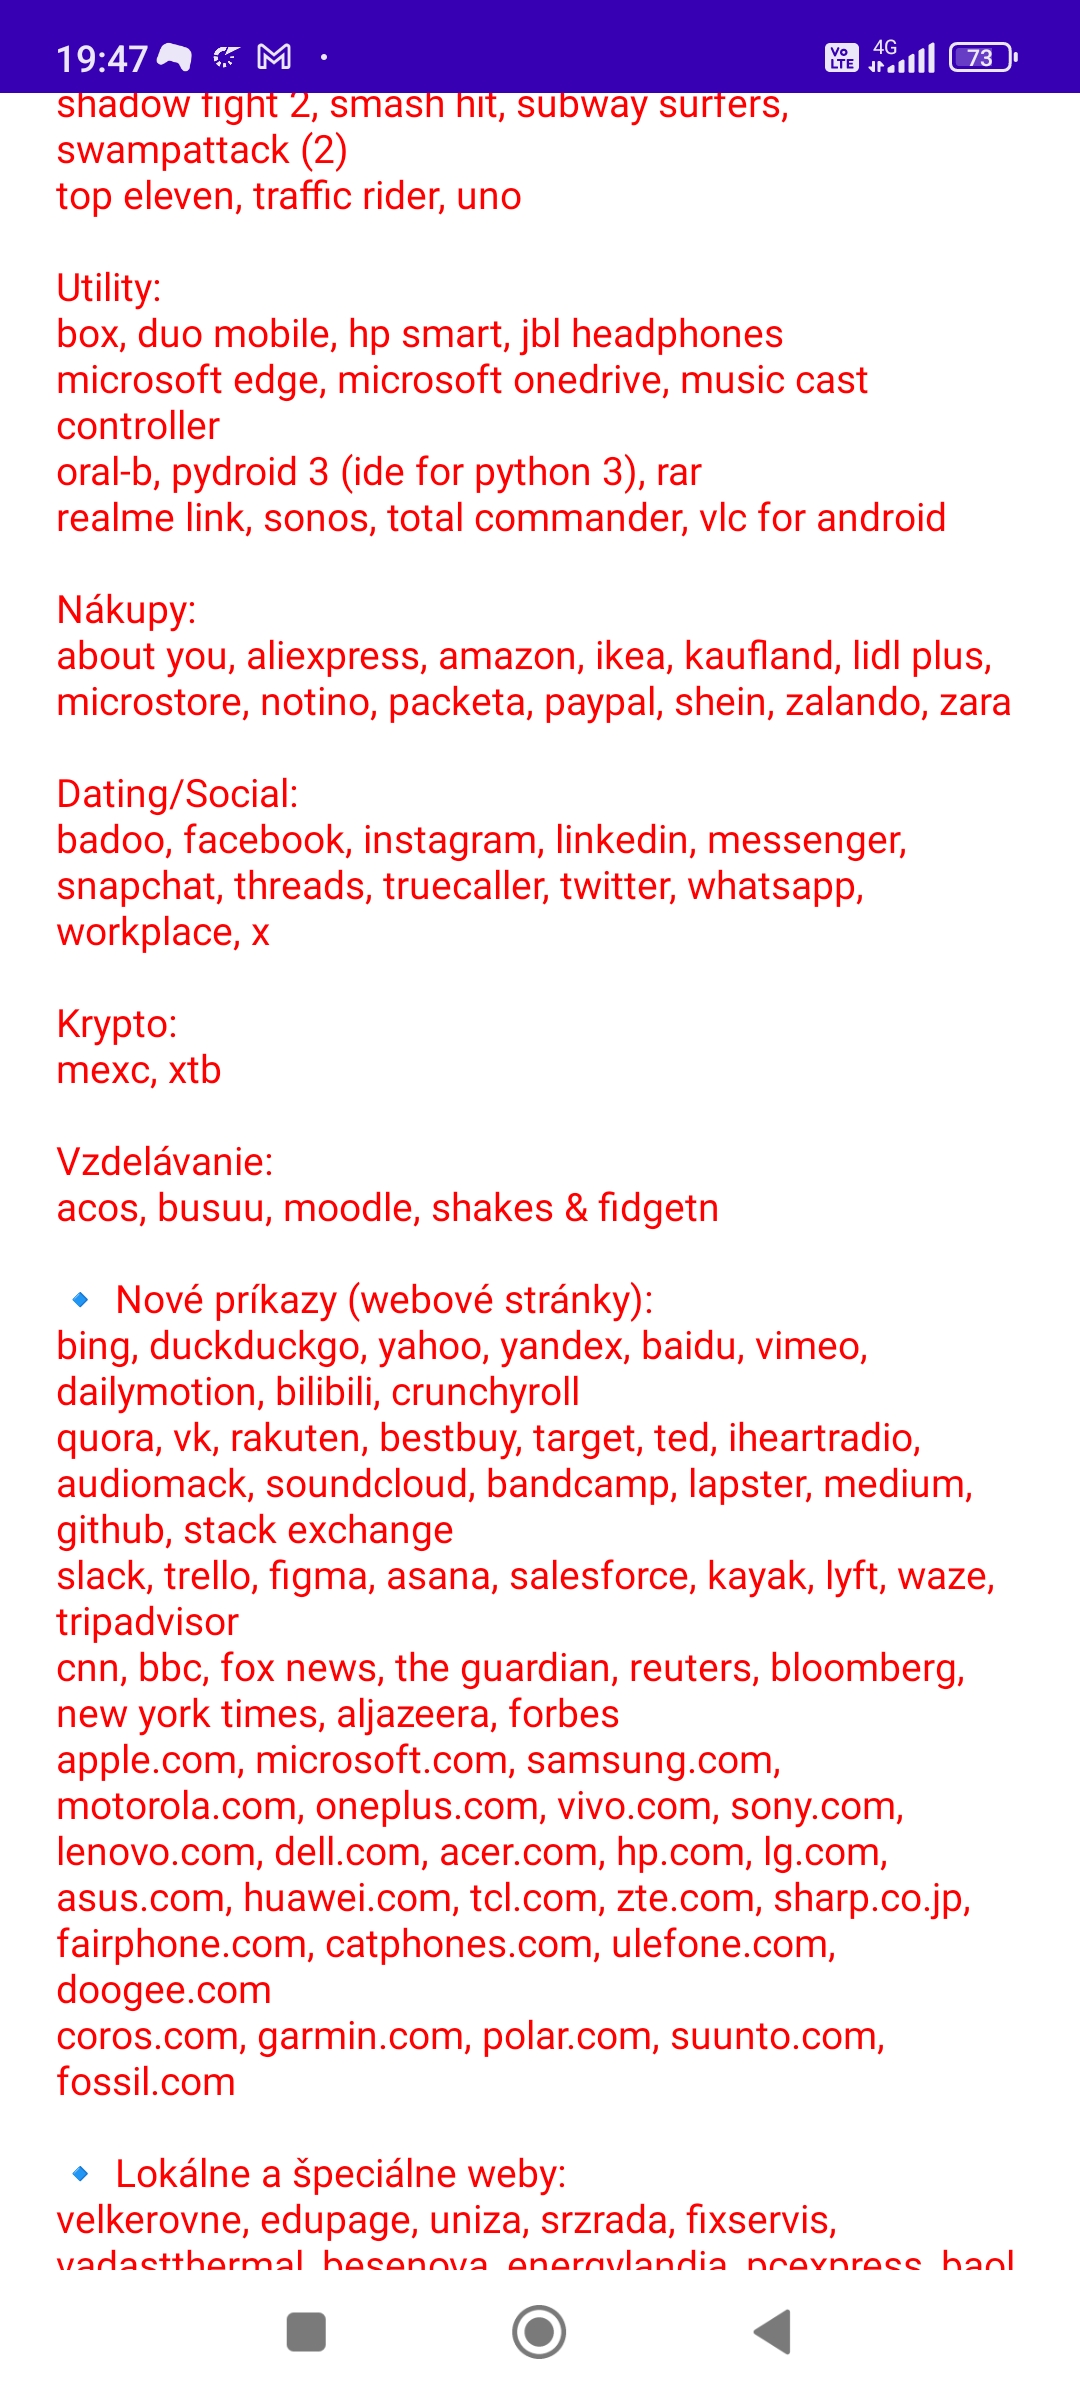 19:47
Vo LTE 4G 73
shadow fight 2, smash hit, subway surfers,
swampattack (2)
top eleven, traffic rider, uno
Utility:
box, duo mobile, hp smart, jbl headphones
microsoft edge, microsoft onedrive, music cast
controller
oral-b, pydroid 3 (ide for python 3), rar
realme link, sonos, total commander, vlc for android
Nákupy:
about you, aliexpress, amazon, ikea, kaufland, lidl plus,
microstore, notino, packeta, paypal, shein, zalando, zara
Dating/Social:
badoo, facebook, instagram, linkedin, messenger,
snapchat, threads, truecaller, twitter, whatsapp,
workplace, x
Krypto:
mexc, xtb
Vzdelávanie:
acos, busuu, moodle, shakes & fidgetn
🔹 Nové príkazy (webové stránky):
bing, duckduckgo, yahoo, yandex, baidu, vimeo,
dailymotion, bilibili, crunchyroll
quora, vk, rakuten, bestbuy, target, ted, iheartradio,
audiomack, soundcloud, bandcamp, lapster, medium,
github, stack exchange
slack, trello, figma, asana, salesforce, kayak, lyft, waze,
tripadvisor
cnn, bbc, fox news, the guardian, reuters, bloomberg,
new york times, aljazeera, forbes
apple.com, microsoft.com, samsung.com,
motorola.com, oneplus.com, vivo.com, sony.com,
lenovo.com, dell.com, acer.com, hp.com, lg.com,
asus.com, huawei.com, tcl.com, zte.com, sharp.co.jp,
fairphone.com, catphones.com, ulefone.com,
doogee.com
coros.com, garmin.com, polar.com, suunto.com,
fossil.com
🔹 Lokálne a špeciálne weby:
velkerovne, edupage, uniza, srzrada, fixservis,
vadastthermal, besenova, energylandia, pcexpress,